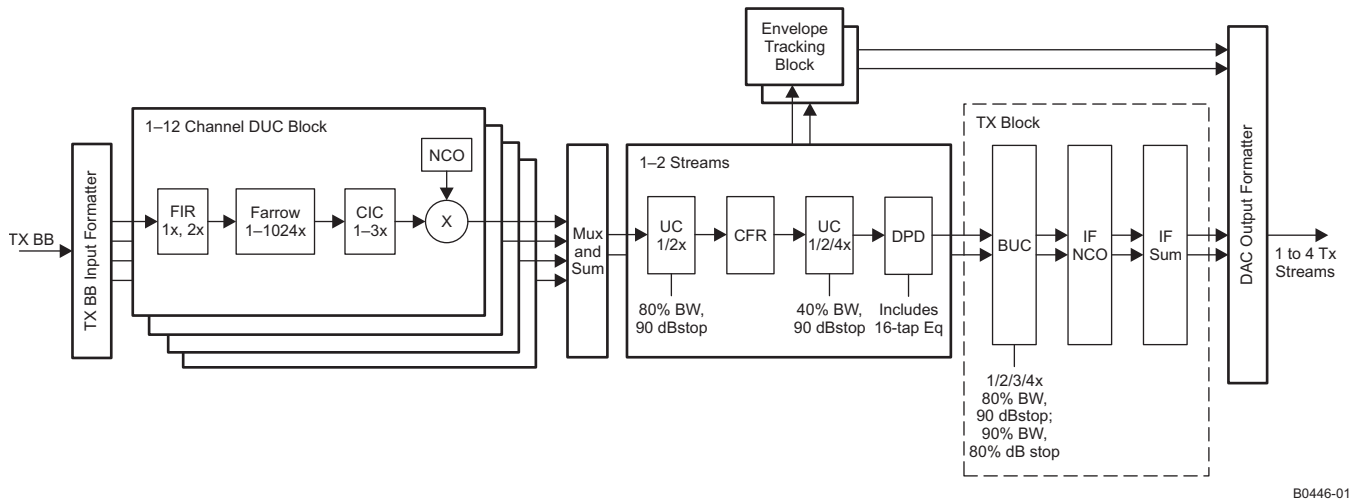 Envelope
Tracking
Block
TX Block
1–12 Channel DUC Block
1–2 Streams
NCO
TX BB
TX BB Input Formatter
FIR
1x, 2x
Farrow
1–1024x
CIC
1–3x
X
Mux
and
Sum
UC
1/2x
CFR
UC
1/2/4x
DPD
BUC
IF
NCO
IF
Sum
DAC Output Formatter
1 to 4 Tx
Streams
80% BW,
90 dBstop
40% BW,
90 dBstop
Includes
16-tap Eq
1/2/3/4x
80% BW,
90 dBstop;
90% BW,
80% dB stop
B0446-01